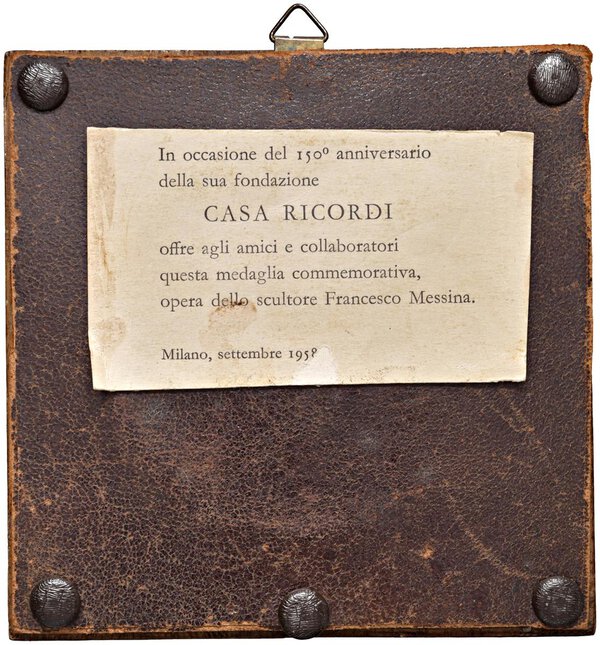 In occasione del 150º anniversario
della sua fondazione
CASA RICORDI
offre agli amici e collaboratori
questa medaglia commemorativa,
opera dello scultore Francesco Messina.
Milano, settembre 1958